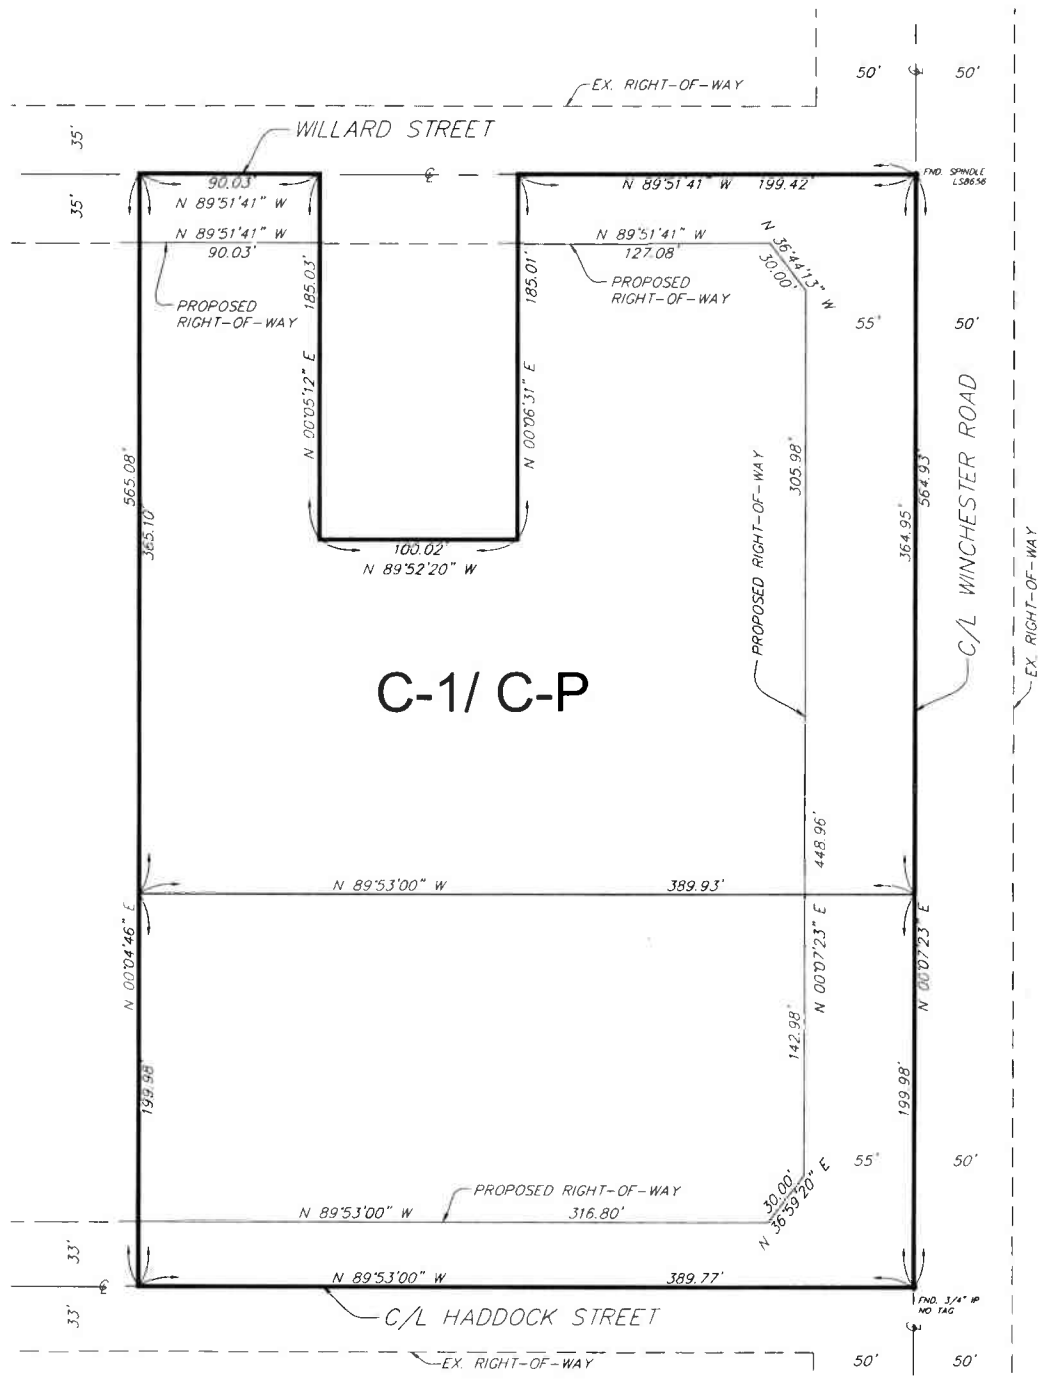 50'
℄
50'
EX. RIGHT-OF-WAY
35'
WILLARD STREET
℄
FND. SPINDLE
LS8656
90.03'
N 89°51'41" W
N 89°51'41" W 199.42'
35'
N 89°51'41" W
90.03'
N 89°51'41" W
127.08'
N 36°44'13" W
30.00'
PROPOSED
RIGHT-OF-WAY
185.03'
N 00°05'12" E
185.01'
N 00°06'31" E
PROPOSED
RIGHT-OF-WAY
55'
50'
565.08'
365.10'
305.98'
PROPOSED RIGHT-OF-WAY
364.95'
564.93'
C/L WINCHESTER ROAD
EX. RIGHT-OF-WAY
100.02'
N 89°52'20" W
C-1/ C-P
448.96'
N 89°53'00" W 389.93'
N 00°04'46" E
N 00°07'23" E
N 00°07'23" E
142.98'
199.98'
199.98'
55'
50'
PROPOSED RIGHT-OF-WAY
N 89°53'00" W 316.80'
30.00'
N 36°59'20" E
33'
N 89°53'00" W 389.77'
℄
33'
C/L HADDOCK STREET
FND. 3/4" IP
NO TAG
℄
EX. RIGHT-OF-WAY
50'
50'